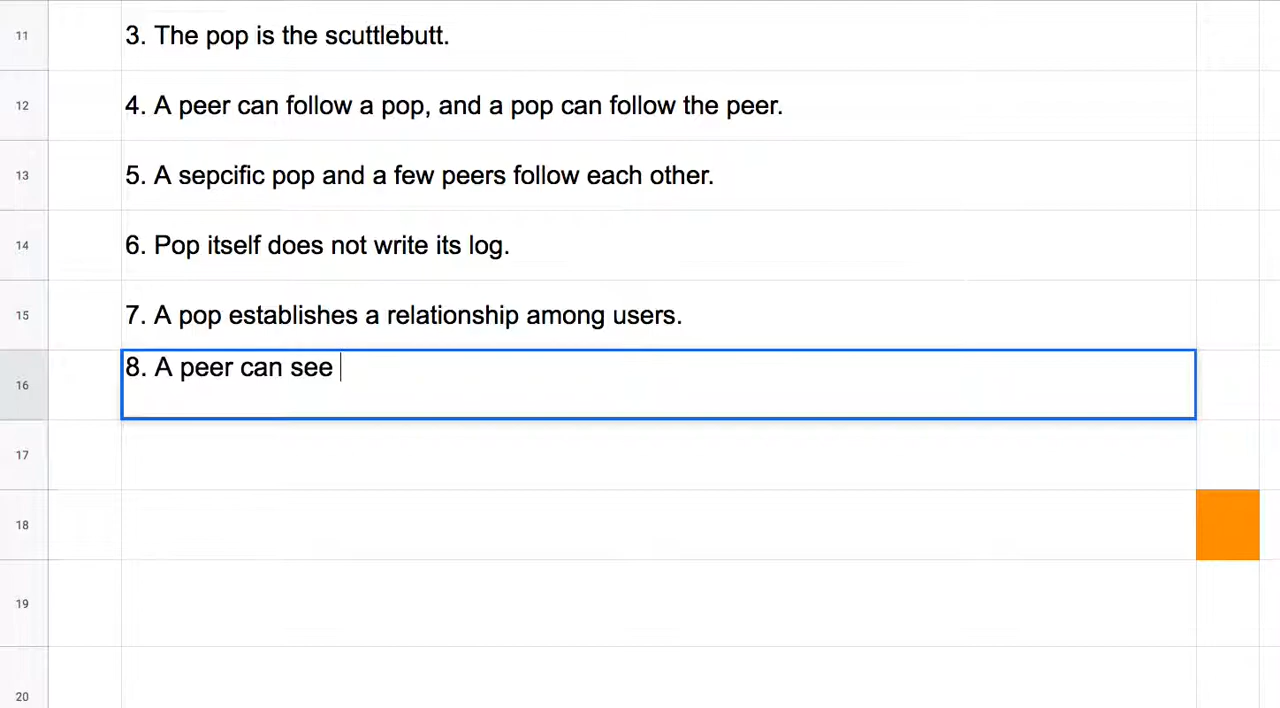 11 3. The pop is the scuttlebutt.
12 4. A peer can follow a pop, and a pop can follow the peer.
13 5. A sepcific pop and a few peers follow each other.
14 6. Pop itself does not write its log.
15 7. A pop establishes a relationship among users.
16 8. A peer can see
17
18
19
20